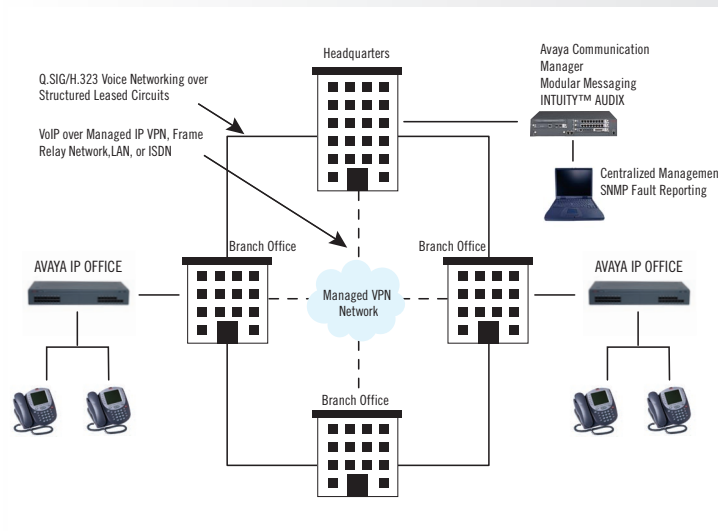 Headquarters
Avaya Communication
Manager
Modular Messaging
INTUITY™ AUDIX
Q.SIG/H.323 Voice Networking over
Structured Leased Circuits
VoIP over Managed IP VPN, Frame
Relay Network,LAN, or ISDN
Centralized Managemen
SNMP Fault Reporting
Branch Office
Branch Office
AVAYA IP OFFICE
AVAYA IP OFFICE
Managed VPN
Network
Branch Office